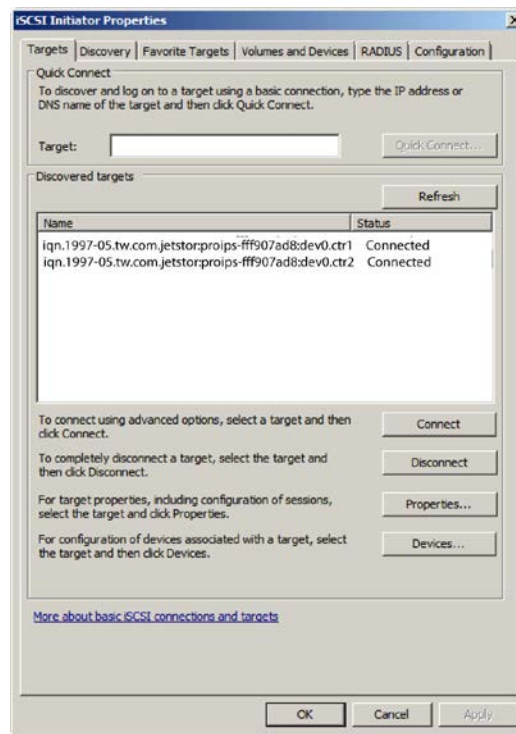 iSCSI Initiator Properties
Targets Discovery Favorite Targets Volumes and Devices RADIUS Configuration
Quick Connect
To discover and log on to a target using a basic connection, type the IP address or
DNS name of the target and then click Quick Connect.
Target:
Quick Connect...
Discovered targets
Refresh
Name Status
iqn.1997-05.tw.com.jetstor:proips-fff907ad8:dev0.ctr1 Connected
iqn.1997-05.tw.com.jetstor:proips-fff907ad8:dev0.ctr2 Connected
To connect using advanced options, select a target and then
click Connect.
Connect
To completely disconnect a target, select the target and
then click Disconnect.
Disconnect
For target properties, including configuration of sessions,
select the target and click Properties.
Properties...
For configuration of devices associated with a target, select
the target and then click Devices.
Devices...
More about basic iSCSI connections and targets
OK Cancel Apply